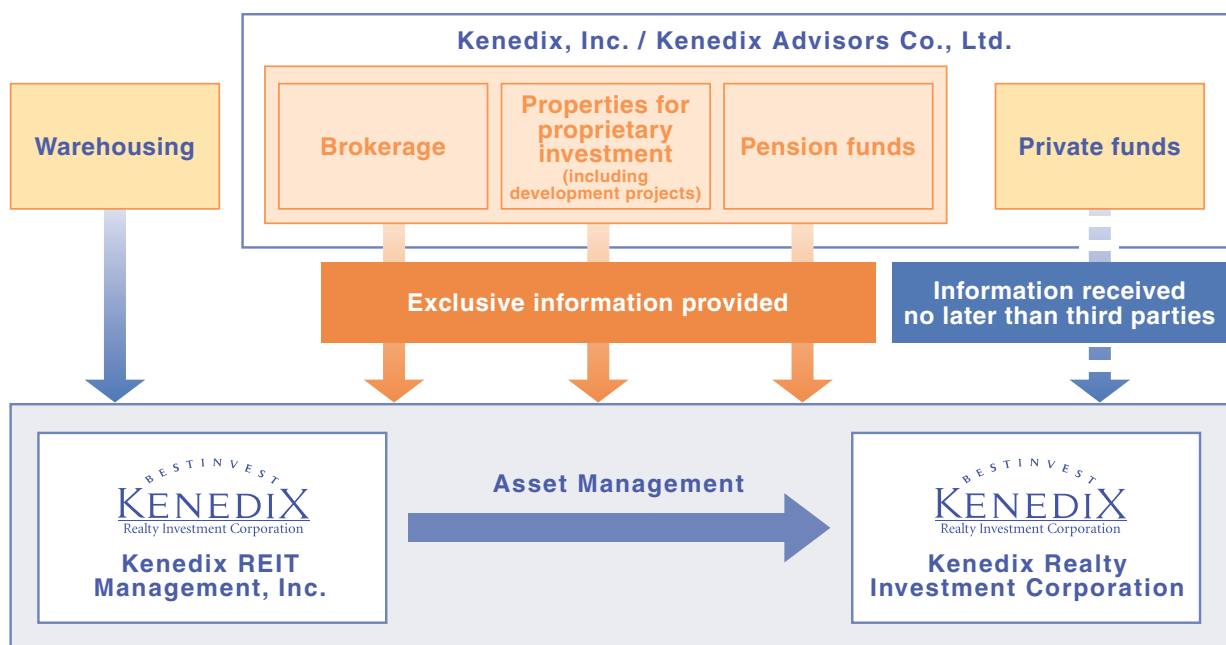 Kenedix, Inc. / Kenedix Advisors Co., Ltd.
Warehousing
Brokerage
Properties for
proprietary
investment
(including
development projects)
Pension funds
Private funds
Exclusive information provided
Information received
no later than third parties
BESTINVEST
KENEDIX
Realty Investment Corporation
Kenedix REIT
Management, Inc.
Asset Management
BESTINVEST
KENEDIX
Realty Investment Corporation
Kenedix Realty
Investment Corporation